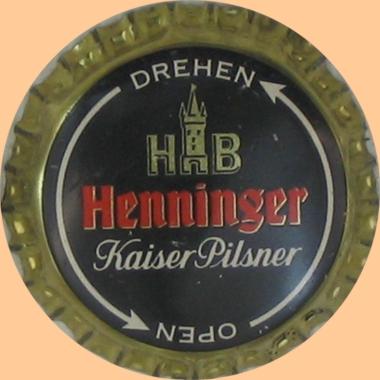 DREHEN
HB
Henninger
Kaiser Pilsner
OPEN